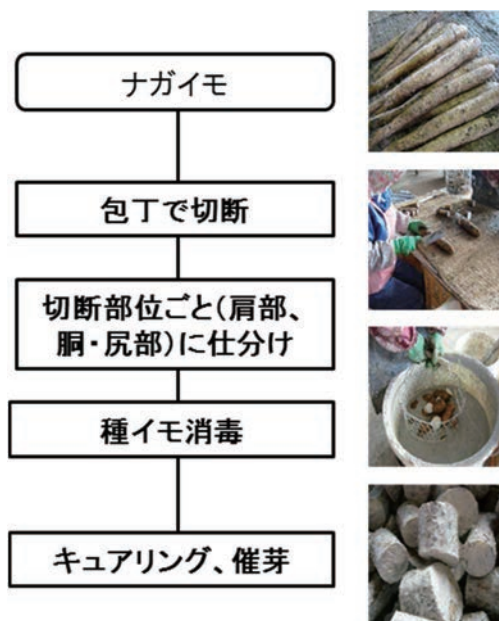 ナガイモ
包丁で切断
切断部位ごと(肩部、
胴・尻部)に仕分け
種イモ消毒
キュアリング、催芽